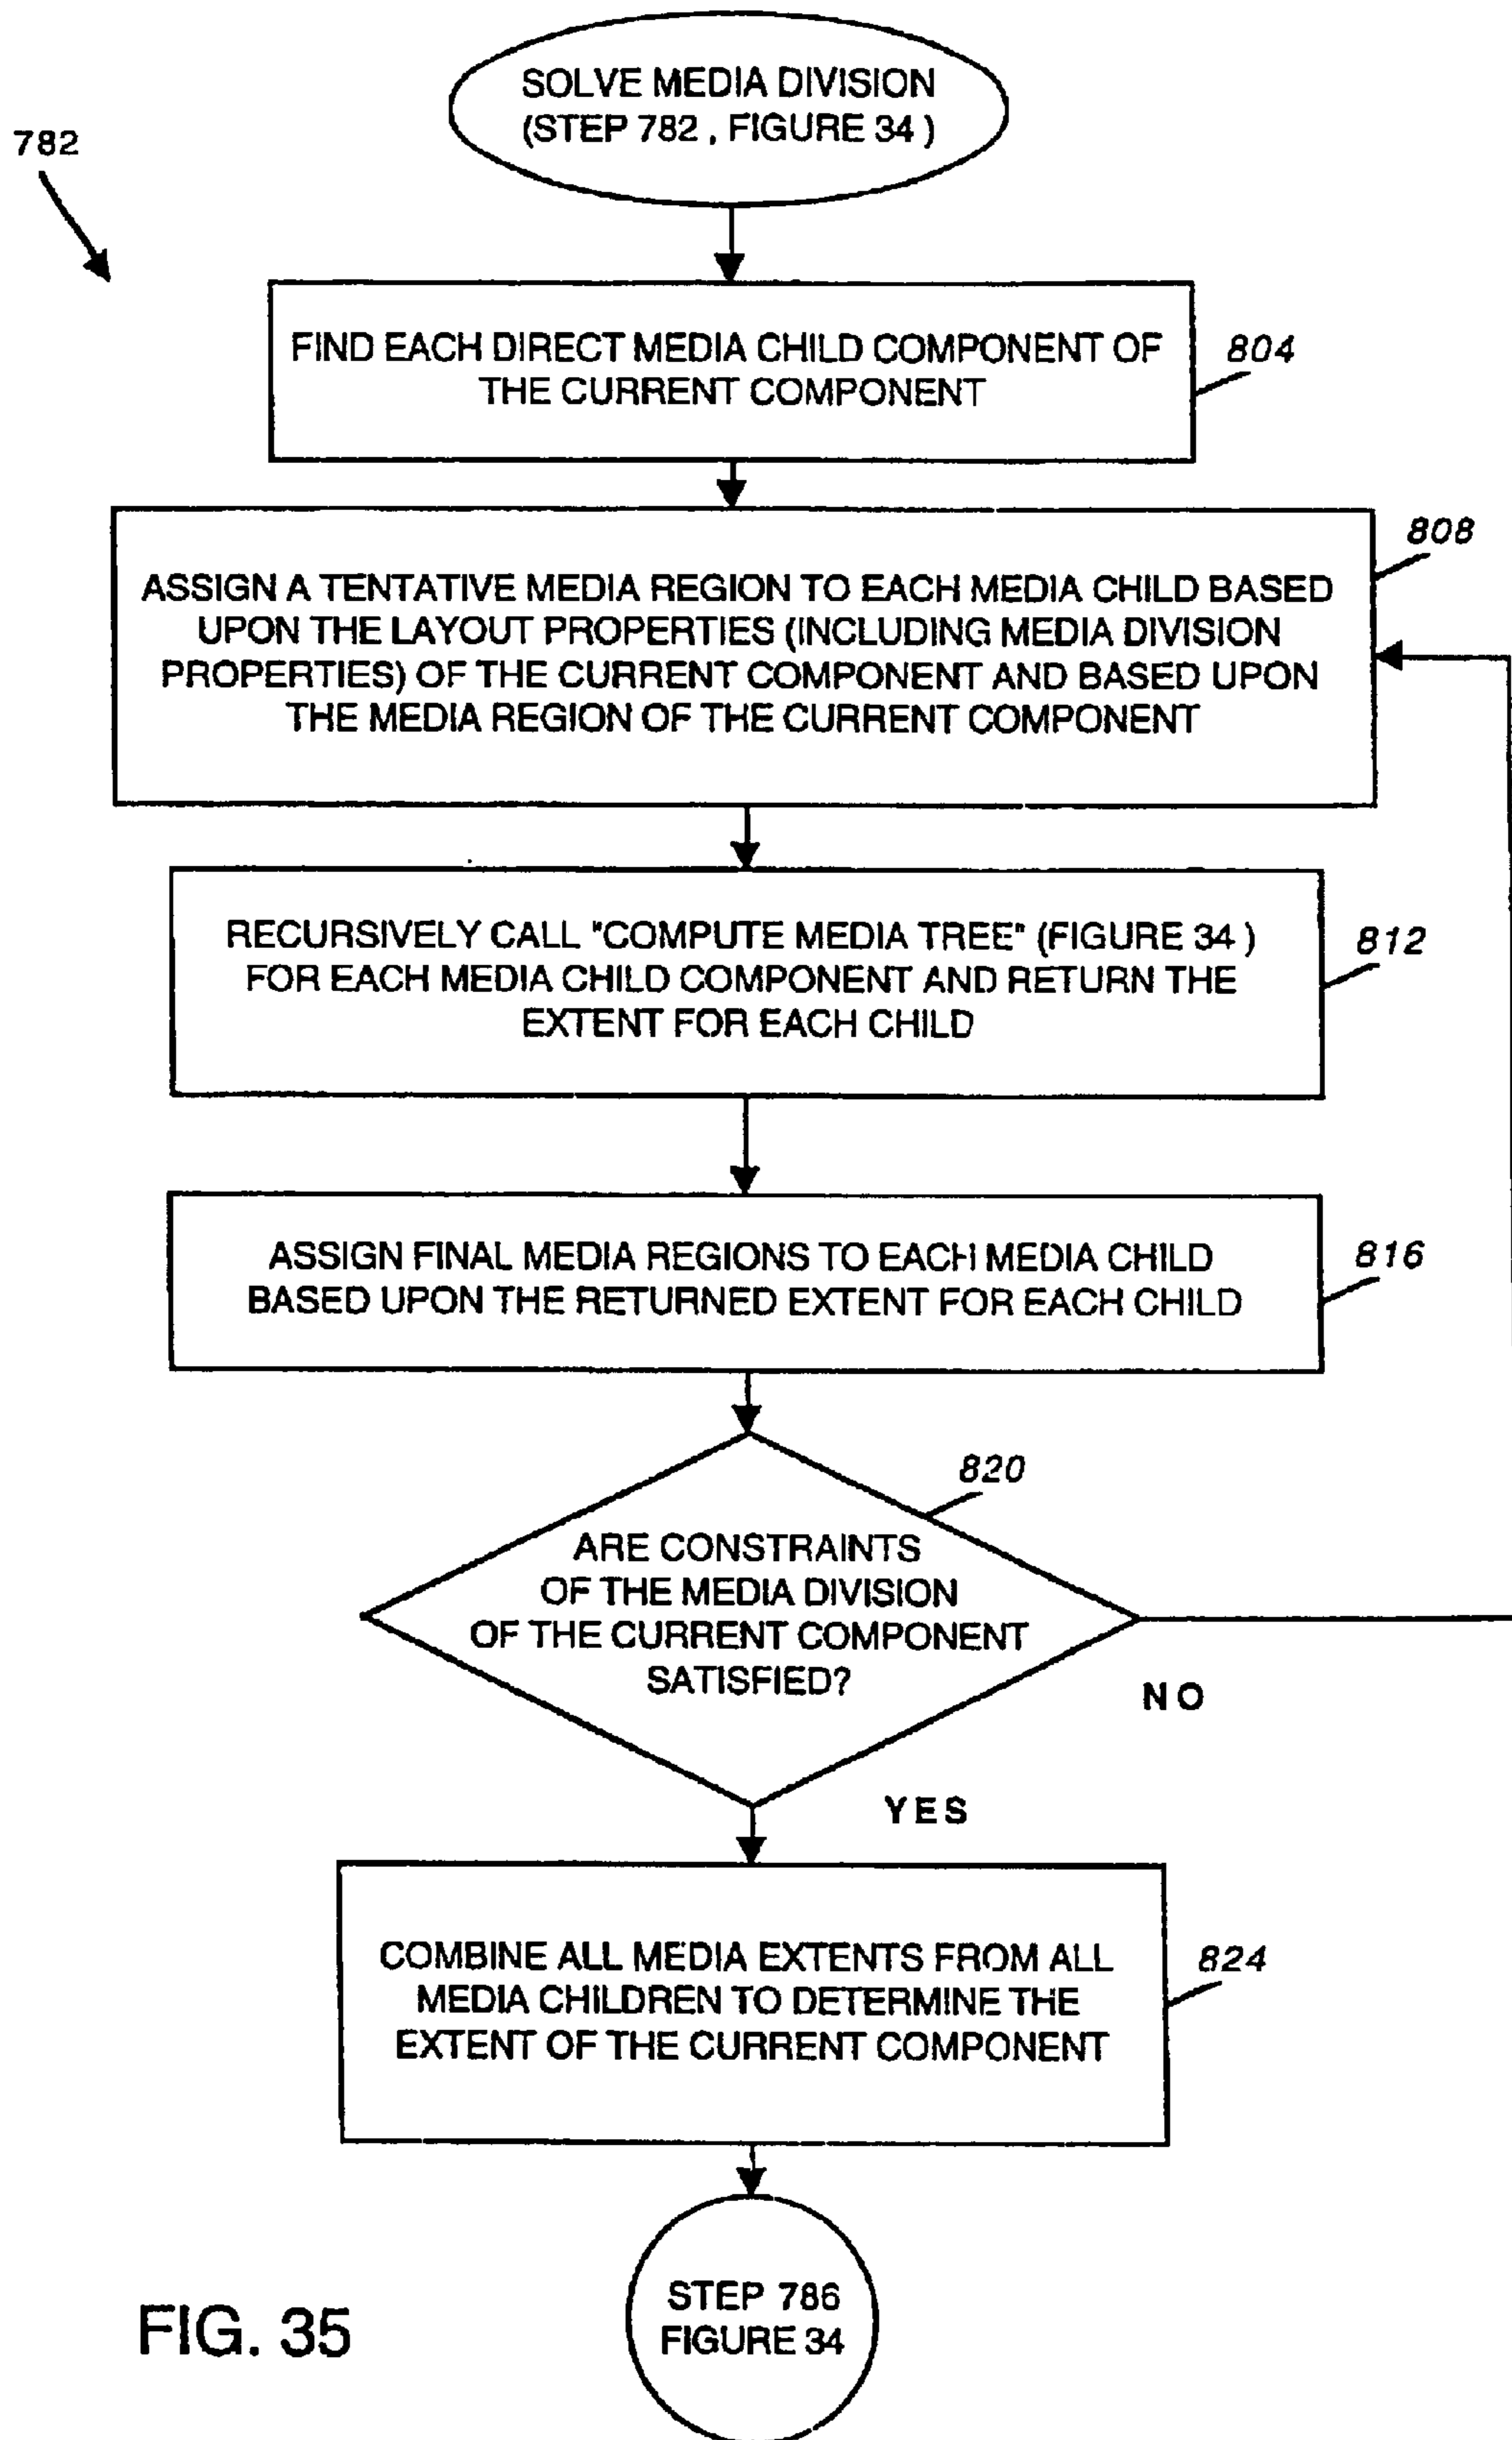 SOLVE MEDIA DIVISION
(STEP 782, FIGURE 34)
782
FIND EACH DIRECT MEDIA CHILD COMPONENT OF
THE CURRENT COMPONENT
804
808
ASSIGN A TENTATIVE MEDIA REGION TO EACH MEDIA CHILD BASED
UPON THE LAYOUT PROPERTIES (INCLUDING MEDIA DIVISION
PROPERTIES) OF THE CURRENT COMPONENT AND BASED UPON
THE MEDIA REGION OF THE CURRENT COMPONENT
RECURSIVELY CALL "COMPUTE MEDIA TREE" (FIGURE 34)
FOR EACH MEDIA CHILD COMPONENT AND RETURN THE
EXTENT FOR EACH CHILD
812
ASSIGN FINAL MEDIA REGIONS TO EACH MEDIA CHILD
BASED UPON THE RETURNED EXTENT FOR EACH CHILD
816
820
ARE CONSTRAINTS
OF THE MEDIA DIVISION
OF THE CURRENT COMPONENT
SATISFIED?
NO
YES
COMBINE ALL MEDIA EXTENTS FROM ALL
MEDIA CHILDREN TO DETERMINE THE
EXTENT OF THE CURRENT COMPONENT
824
STEP 786
FIGURE 34
FIG. 35